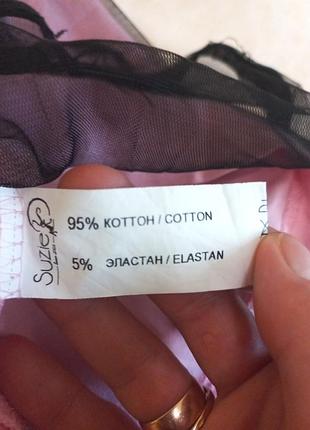 Suzie
95% КОТТОН / COTTON
5% ЭЛАСТАН / ELASTAN